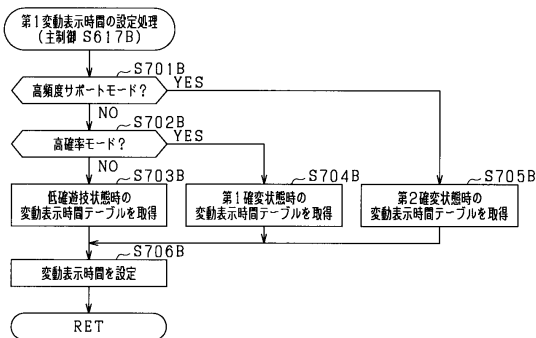 第1変動表示時間の設定処理
(主制御 S617B)
S701B
高頻度サポートモード?
YES
NO
S702B
高確率モード?
YES
NO
S703B
低確遊技状態時の
変動表示時間テーブルを取得
S704B
第1確変状態時の
変動表示時間テーブルを取得
S705B
第2確変状態時の
変動表示時間テーブルを取得
S706B
変動表示時間を設定
RET